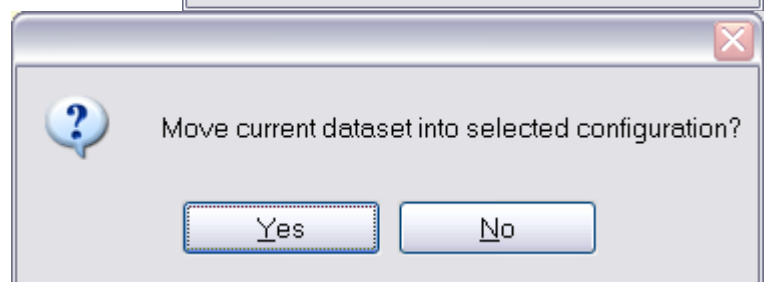 Move current dataset into selected configuration?
Yes
No